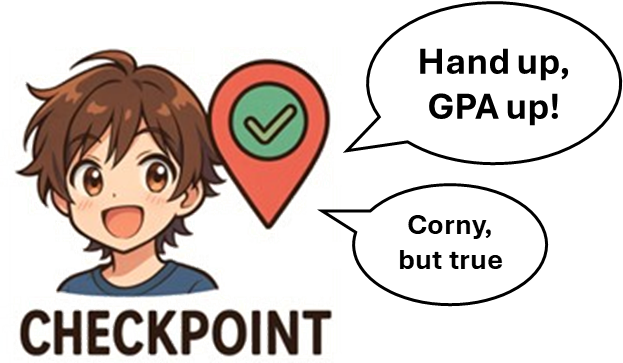 Hand up,
GPA up!
Corny,
but true
CHECKPOINT